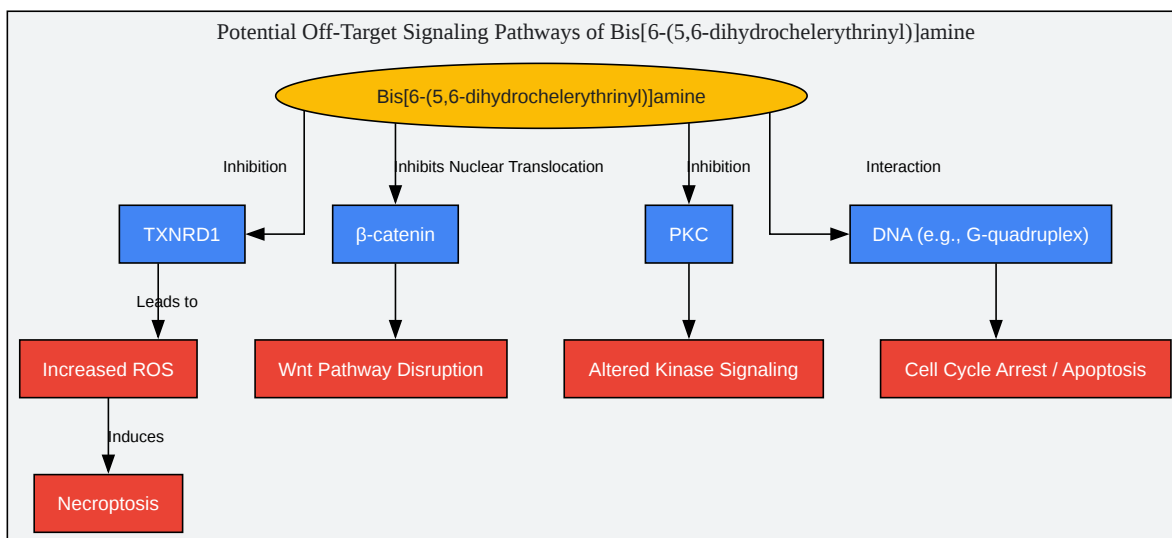 Potential Off-Target Signaling Pathways of Bis[6-(5,6-dihydrochelerythrinyl)]amine
Bis[6-(5,6-dihydrochelerythrinyl)]amine
Inhibition
Inhibits Nuclear Translocation
Inhibition
Interaction
TXNRD1
β-catenin
PKC
DNA (e.g., G-quadruplex)
Leads to
Increased ROS
Wnt Pathway Disruption
Altered Kinase Signaling
Cell Cycle Arrest / Apoptosis
Induces
Necroptosis